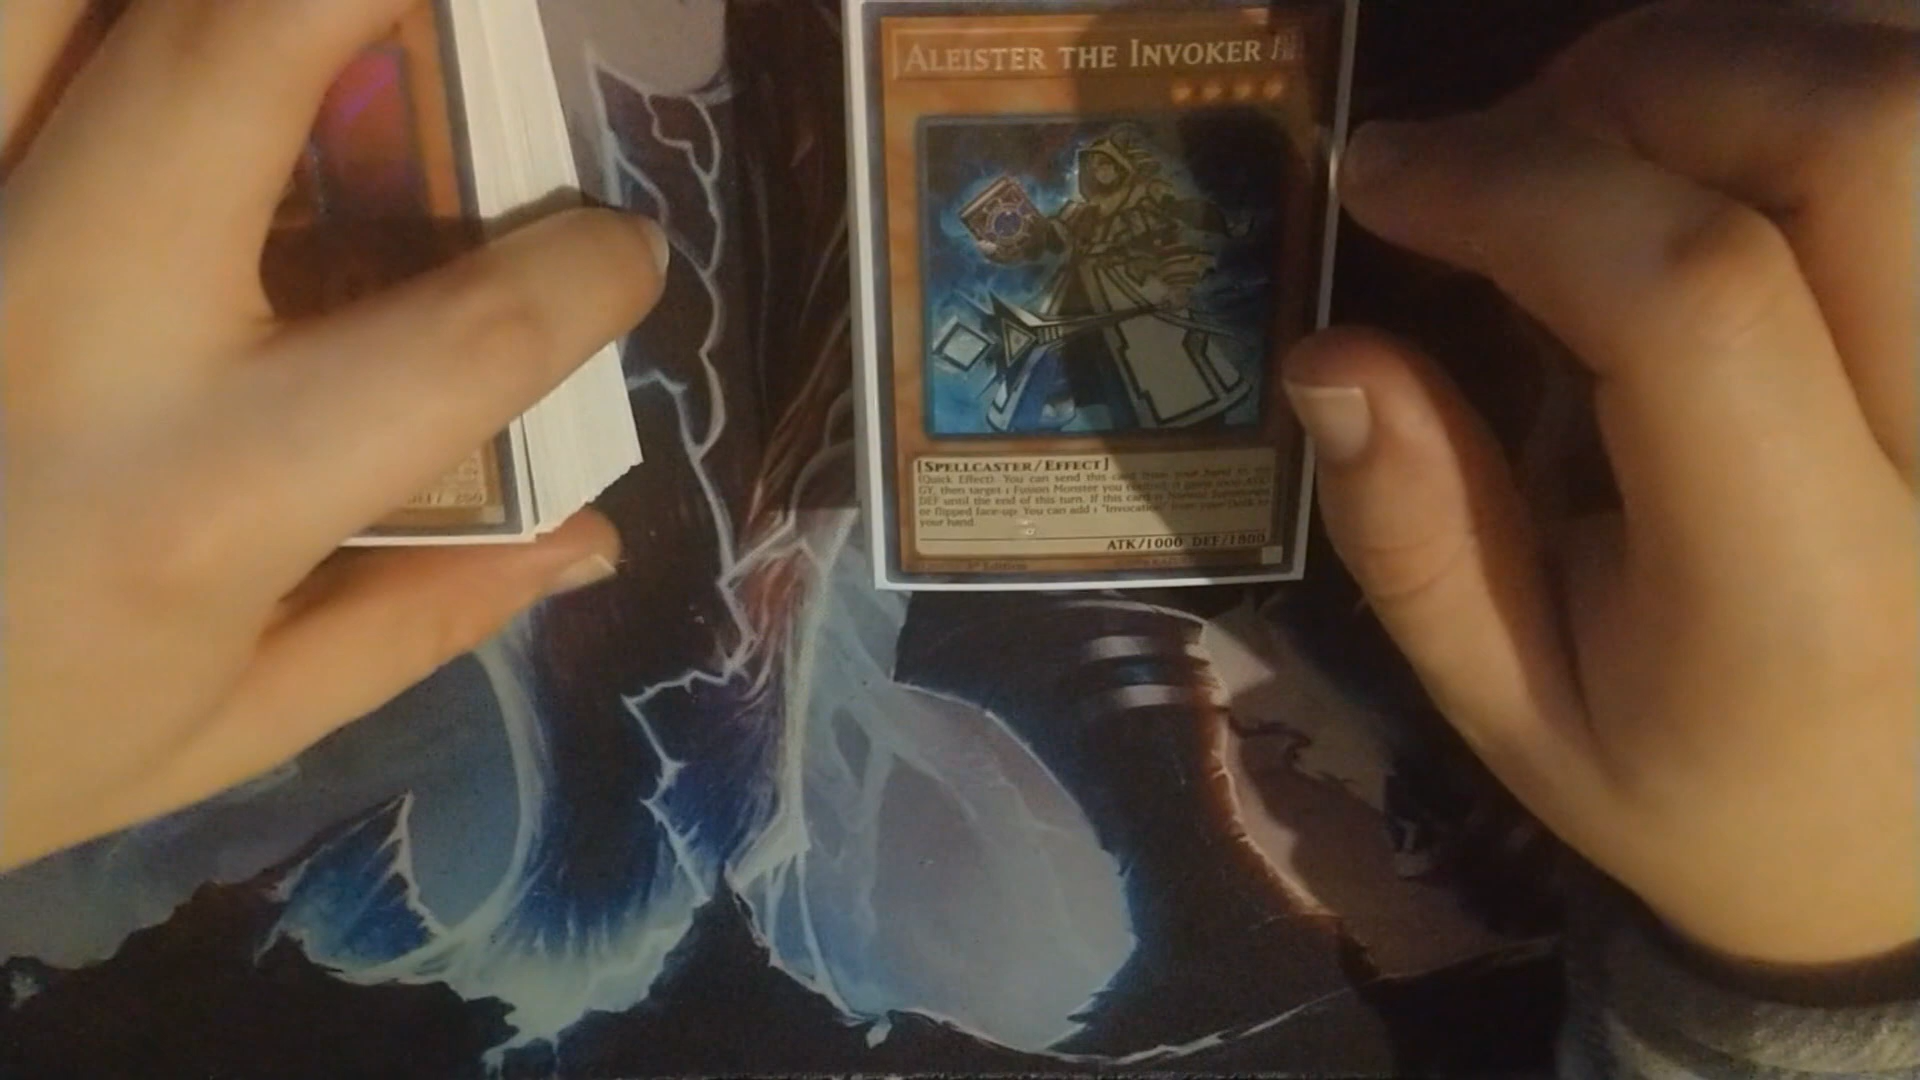 ALEISTER THE INVOKER
[SPELLCASTER/EFFECT]
(Quick Effect): You can send this card from your hand to the
GY, then target 1 Fusion Monster you control; it gains 1000 ATK/
DEF until the end of this turn. If this card is Normal Summoned
or flipped face-up: You can add 1 "Invocation" from your Deck to
your hand.
ATK/1000 DEF/1800
1st Edition
DEF/ 200